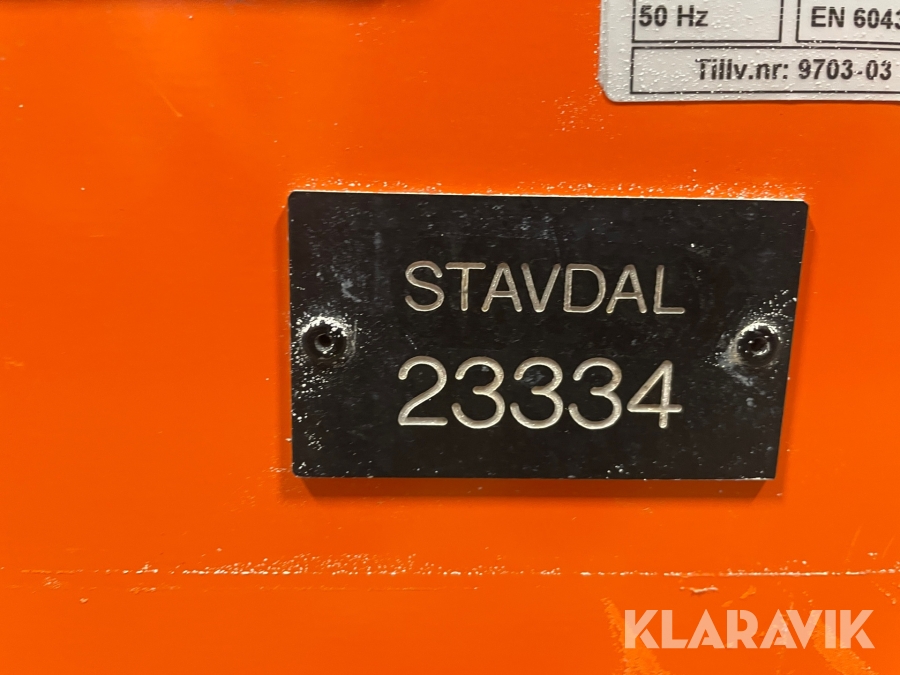 50 Hz
EN 6043
Tillv.nr: 9703-03
STAVDAL
23334
KLARAVIK